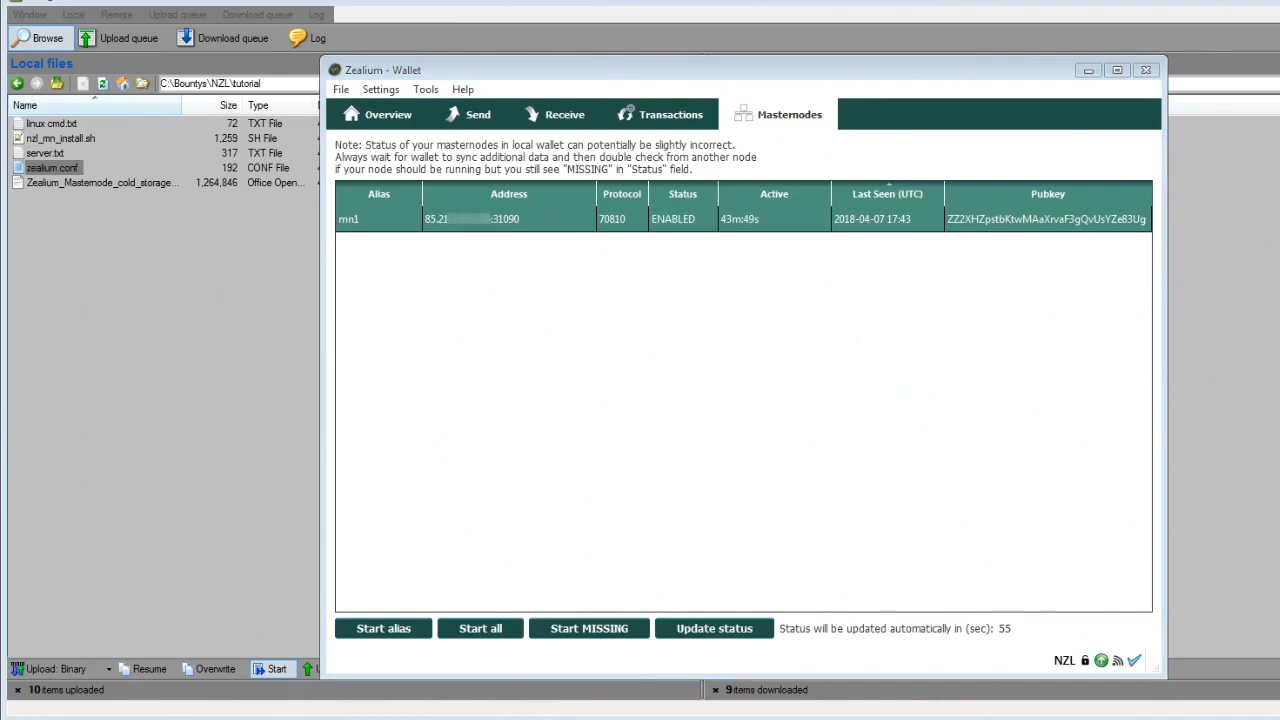 Window Local Remote Upload queue Download queue Log
Browse Upload queue Download queue Log
Local files
C:\Bountys\NZL\tutorial
Name Size Type
linux cmd.txt 72 TXT File
nzl_mn_install.sh 1,259 SH File
server.txt 317 TXT File
zealium.conf 192 CONF File
Zealium_Masternode_cold_storage... 1,264,846 Office Open...
Zealium - Wallet
File Settings Tools Help
Overview Send Receive Transactions Masternodes
Note: Status of your masternodes in local wallet can potentially be slightly incorrect.
Always wait for wallet to sync additional data and then double check from another node
if your node should be running but you still see "MISSING" in "Status" field.
Alias Address Protocol Status Active Last Seen (UTC) Pubkey
mn1 85.21 :31090 70810 ENABLED 43m:49s 2018-04-07 17:43 ZZ2XHZpstbKtwMAaXrvaF3gQvUsYZe83Ug
Start alias Start all Start MISSING Update status Status will be updated automatically in (sec): 55
NZL
Upload: Binary Resume Overwrite Start
10 items uploaded 9 items downloaded